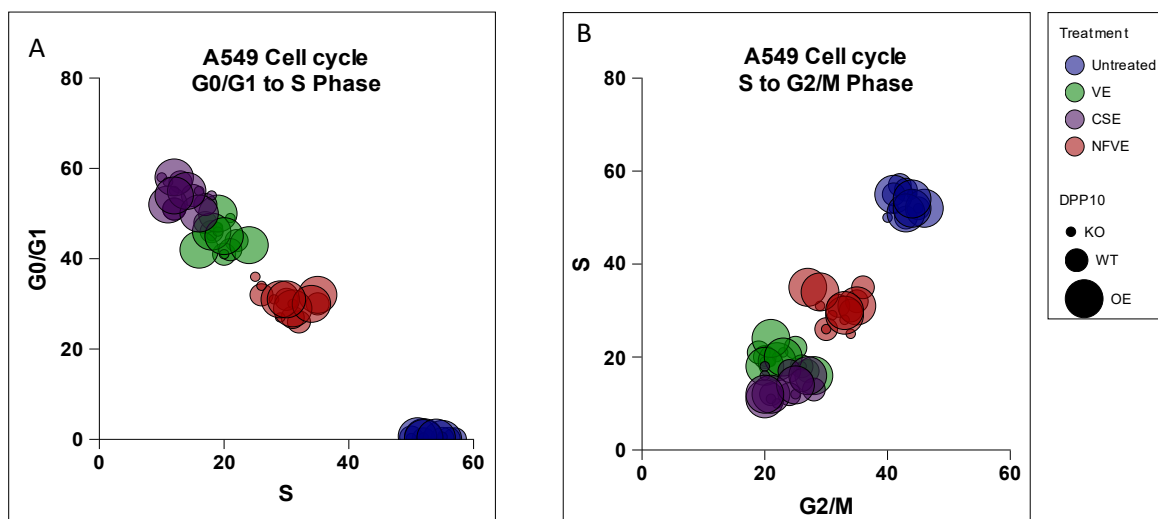 A
A549 Cell cycle
G0/G1 to S Phase
80
60
40
20
0
G0/G1
0
20
40
60
S
B
A549 Cell cycle
S to G2/M Phase
80
60
40
20
0
S
0
20
40
60
G2/M
Treatment
Untreated
VE
CSE
NFVE
DPP10
KO
WT
OE